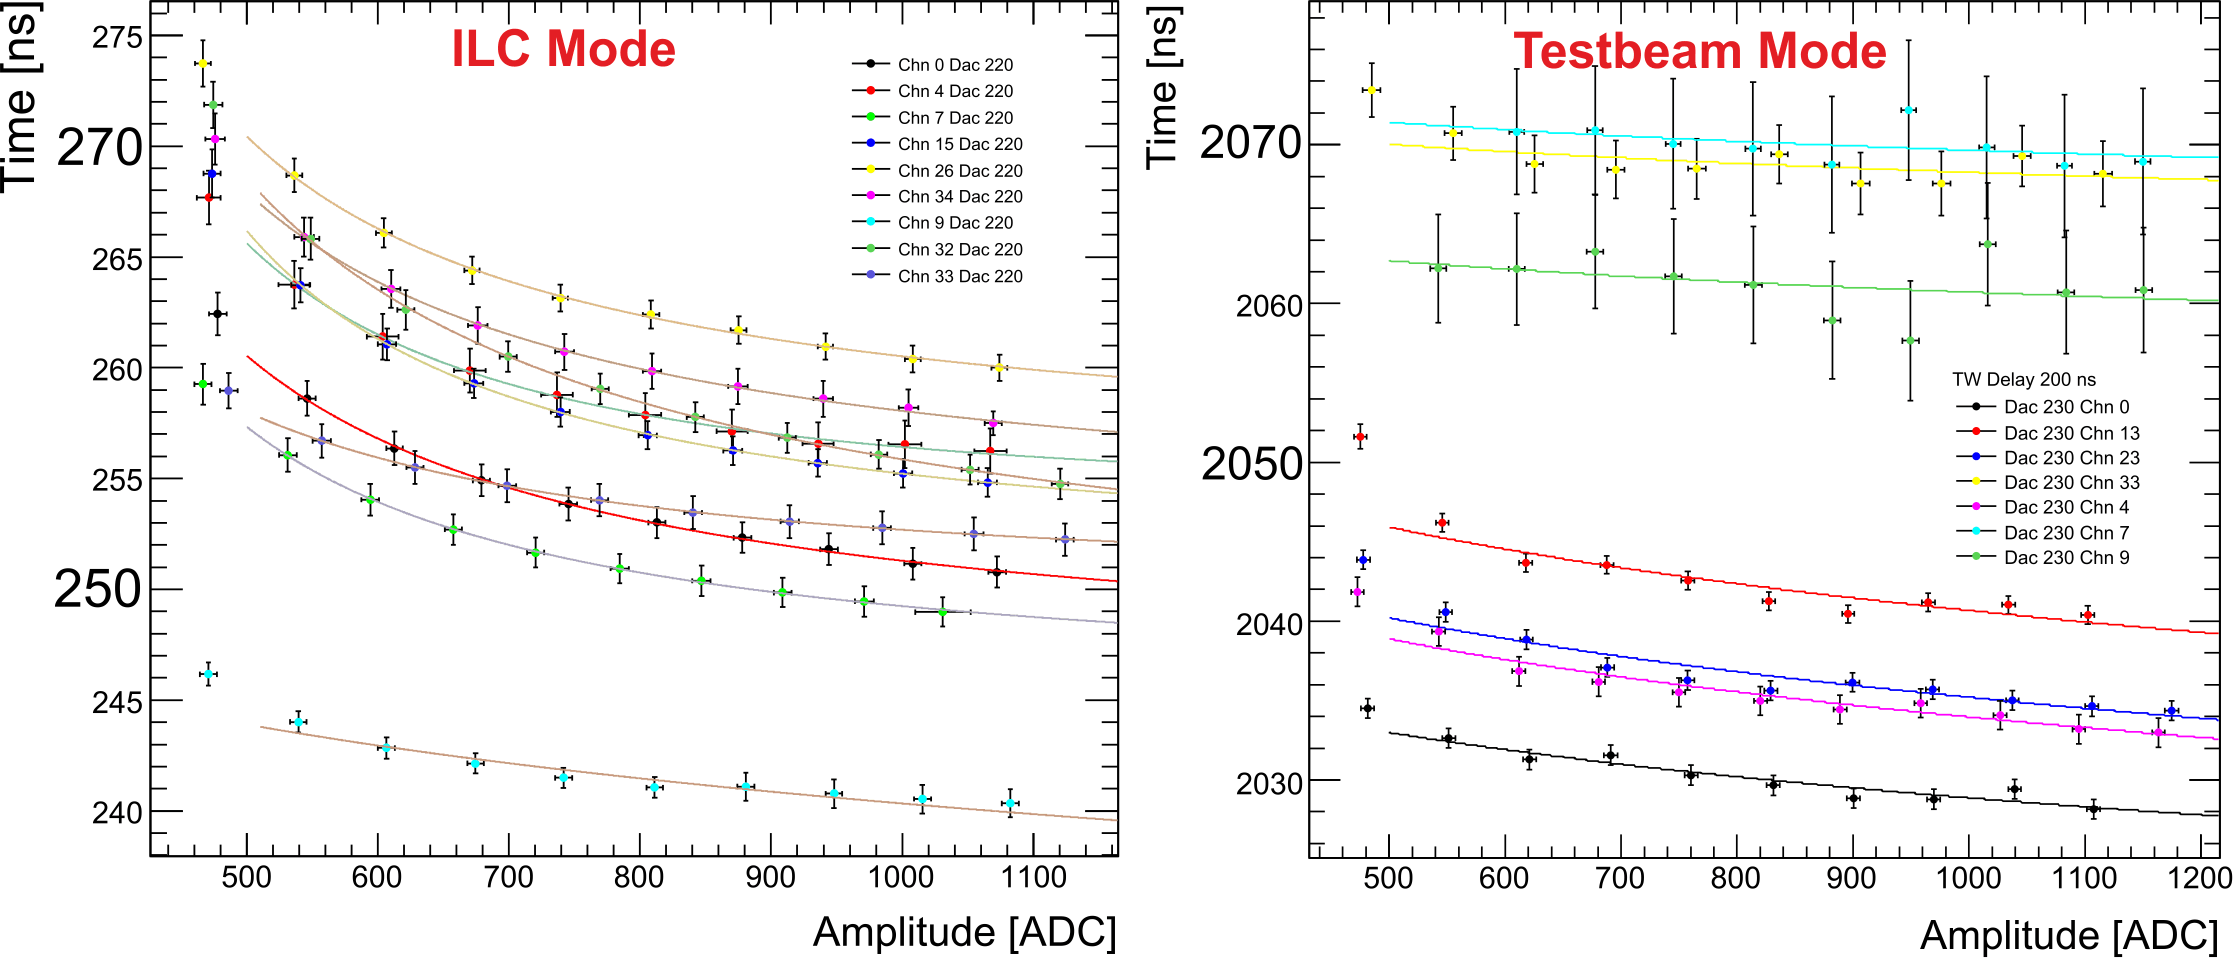 ILC Mode
Time [ns]
275
270
265
260
255
250
245
240
Chn 0 Dac 220
Chn 4 Dac 220
Chn 7 Dac 220
Chn 15 Dac 220
Chn 26 Dac 220
Chn 34 Dac 220
Chn 9 Dac 220
Chn 32 Dac 220
Chn 33 Dac 220
500 600 700 800 900 1000 1100
Amplitude [ADC]
Testbeam Mode
Time [ns]
2070
2060
2050
2040
2030
TW Delay 200 ns
Dac 230 Chn 0
Dac 230 Chn 13
Dac 230 Chn 23
Dac 230 Chn 33
Dac 230 Chn 4
Dac 230 Chn 7
Dac 230 Chn 9
500 600 700 800 900 1000 1100 1200
Amplitude [ADC]